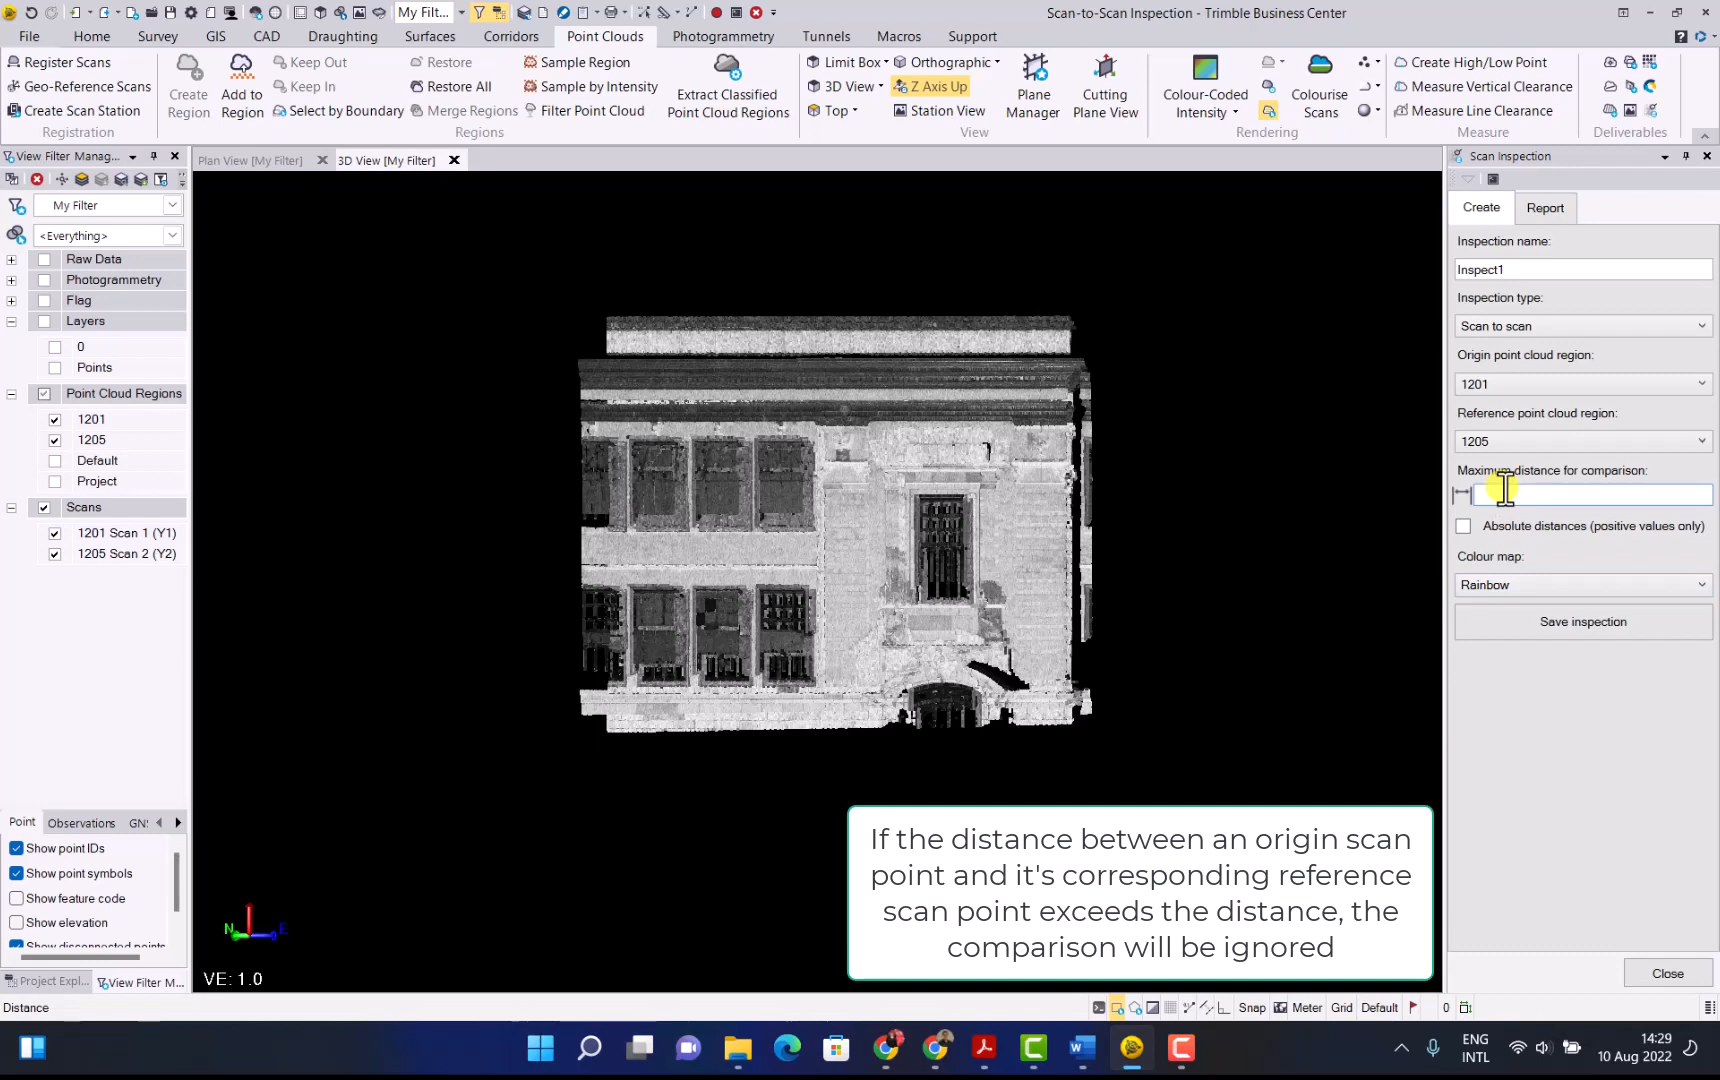 My Filt...
Scan-to-Scan Inspection - Trimble Business Center
File Home Survey GIS CAD Draughting Surfaces Corridors Point Clouds Photogrammetry Tunnels Macros Support
Register Scans
Geo-Reference Scans
Create Scan Station
Registration
Create Region
Add to Region
Keep Out
Keep In
Select by Boundary
Restore
Restore All
Merge Regions
Sample Region
Sample by Intensity
Filter Point Cloud
Extract Classified Point Cloud Regions
Regions
Limit Box
3D View
Top
Orthographic
Z Axis Up
Station View
Plane Manager
Cutting Plane View
View
Colour-Coded Intensity
Colourise Scans
Rendering
Create High/Low Point
Measure Vertical Clearance
Measure Line Clearance
Measure
Deliverables
View Filter Manag...
Plan View [My Filter]
3D View [My Filter]
My Filter
<Everything>
Raw Data
Photogrammetry
Flag
Layers
0
Points
Point Cloud Regions
1201
1205
Default
Project
Scans
1201 Scan 1 (Y1)
1205 Scan 2 (Y2)
Point Observations GN:
Show point IDs
Show point symbols
Show feature code
Show elevation
Show disconnected points
Project Expl...
View Filter M...
N E
VE: 1.0
If the distance between an origin scan
point and it's corresponding reference
scan point exceeds the distance, the
comparison will be ignored
Scan Inspection
Create Report
Inspection name:
Inspect1
Inspection type:
Scan to scan
Origin point cloud region:
1201
Reference point cloud region:
1205
Maximum distance for comparison:
Absolute distances (positive values only)
Colour map:
Rainbow
Save inspection
Close
Distance
Snap Meter Grid Default 0
ENG
INTL
14:29
10 Aug 2022